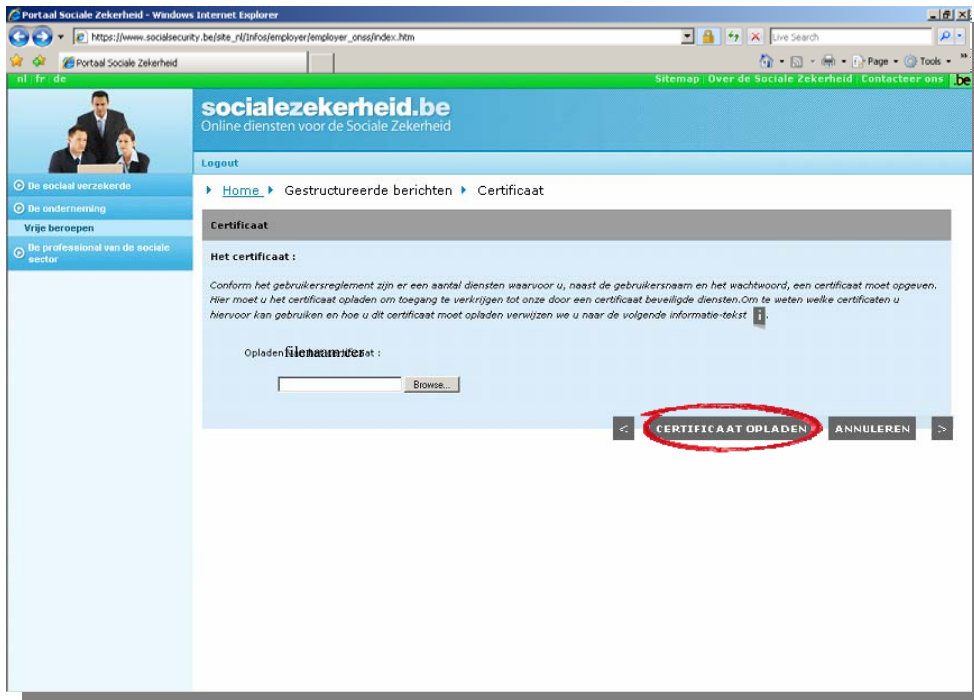 Portaal Sociale Zekerheid - Windows Internet Explorer
https://www.socialsecurity.be/site_nl/Infos/employer/employer_onss/index.htm
Live Search
Portaal Sociale Zekerheid
Page
Tools
nl | fr | de
Sitemap | Over de Sociale Zekerheid | Contacteer ons
.be
socialezekerheid.be
Online diensten voor de Sociale Zekerheid
Logout
De sociaal verzekerde
De onderneming
Vrije beroepen
De professional van de sociale
sector
Home
Gestructureerde berichten
Certificaat
Certificaat
Het certificaat :
Conform het gebruikersreglement zijn er een aantal diensten waarvoor u, naast de gebruikersnaam en het wachtwoord, een certificaat moet opgeven.
Hier moet u het certificaat opladen om toegang te verkrijgen tot onze door een certificaat beveiligde diensten.Om te weten welke certificaten u
hiervoor kan gebruiken en hoe u dit certificaat moet opladen verwijzen we u naar de volgende informatie-tekst i.
Opladen
filenaam.cer
Browse...
<
CERTIFICAAT OPLADEN
ANNULEREN
>